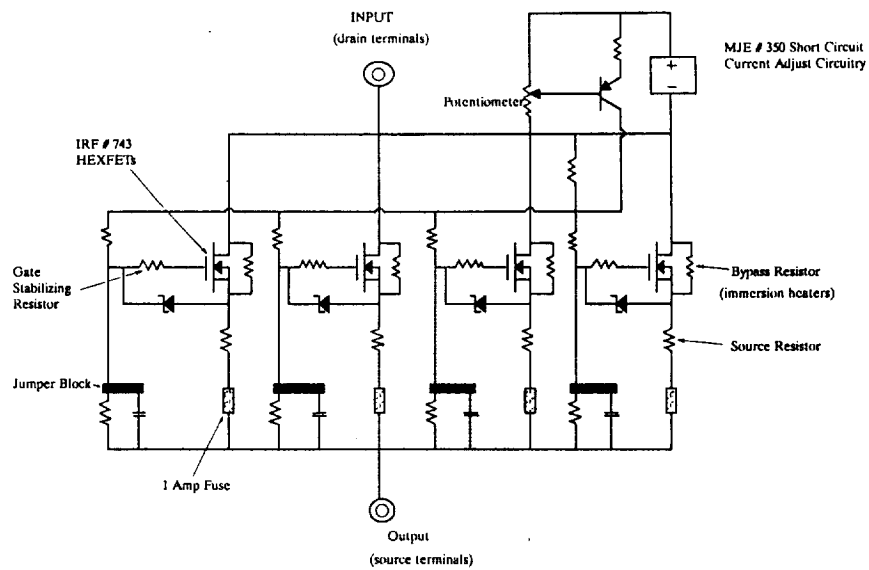 INPUT
(drain terminals)
MJE # 350 Short Circuit
Current Adjust Circuitry
+
−
Potentiometer
IRF # 743
HEXFETs
Gate
Stabilizing
Resistor
Bypass Resistor
(immersion heaters)
Source Resistor
Jumper Block
1 Amp Fuse
Output
(source terminals)